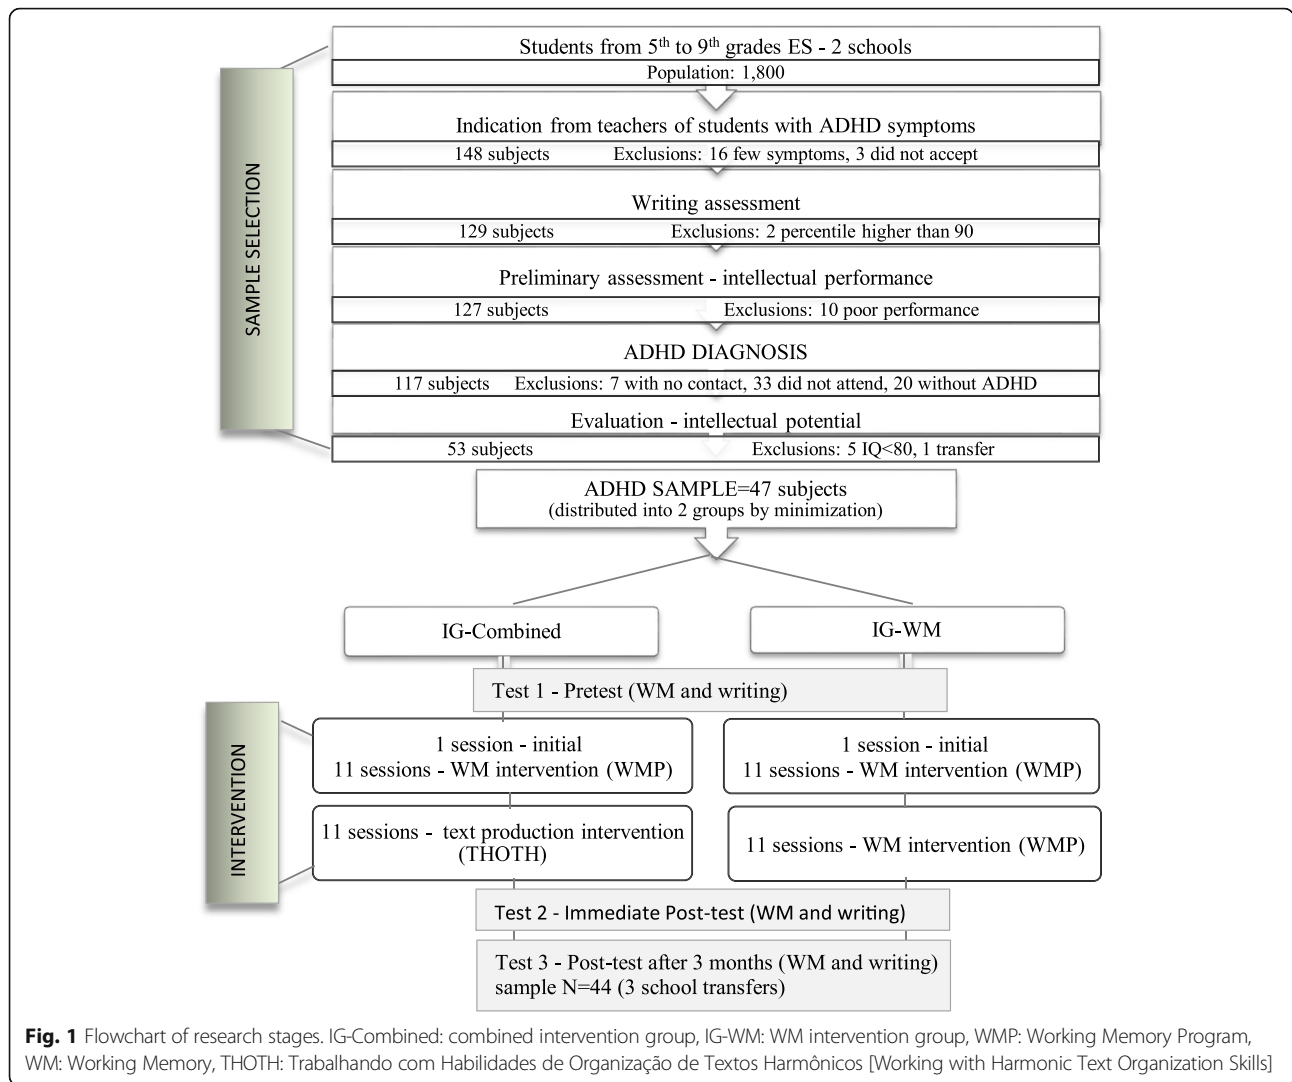 Students from 5th to 9th grades ES - 2 schools
Population: 1,800
Indication from teachers of students with ADHD symptoms
148 subjects Exclusions: 16 few symptoms, 3 did not accept
Writing assessment
129 subjects Exclusions: 2 percentile higher than 90
Preliminary assessment - intellectual performance
127 subjects Exclusions: 10 poor performance
ADHD DIAGNOSIS
117 subjects Exclusions: 7 with no contact, 33 did not attend, 20 without ADHD
Evaluation - intellectual potential
53 subjects Exclusions: 5 IQ<80, 1 transfer
SAMPLE SELECTION
ADHD SAMPLE=47 subjects
(distributed into 2 groups by minimization)
IG-Combined
IG-WM
Test 1 - Pretest (WM and writing)
INTERVENTION
1 session - initial
11 sessions - WM intervention (WMP)
1 session - initial
11 sessions - WM intervention (WMP)
11 sessions - text production intervention
(THOTH)
11 sessions - WM intervention (WMP)
Test 2 - Immediate Post-test (WM and writing)
Test 3 - Post-test after 3 months (WM and writing)
sample N=44 (3 school transfers)
Fig. 1 Flowchart of research stages. IG-Combined: combined intervention group, IG-WM: WM intervention group, WMP: Working Memory Program,
WM: Working Memory, THOTH: Trabalhando com Habilidades de Organização de Textos Harmônicos [Working with Harmonic Text Organization Skills]